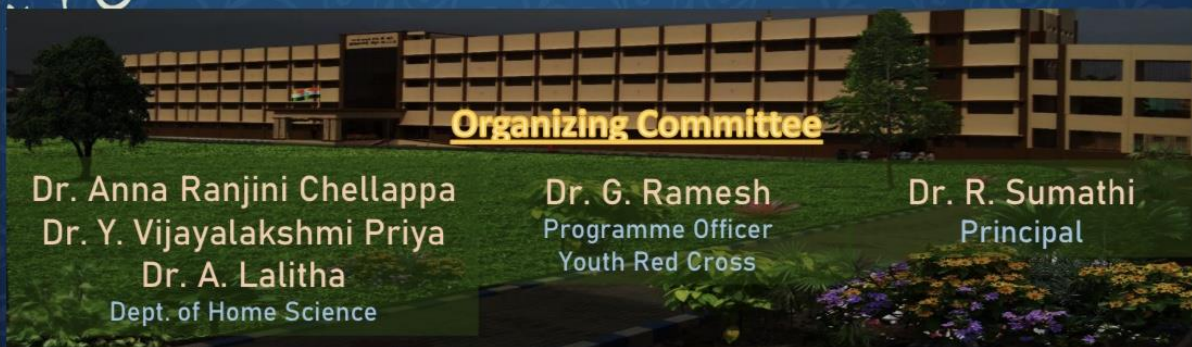 Organizing Committee
Dr. Anna Ranjini Chellappa
Dr. Y. Vijayalakshmi Priya
Dr. A. Lalitha
Dept. of Home Science
Dr. G. Ramesh
Programme Officer
Youth Red Cross
Dr. R. Sumathi
Principal